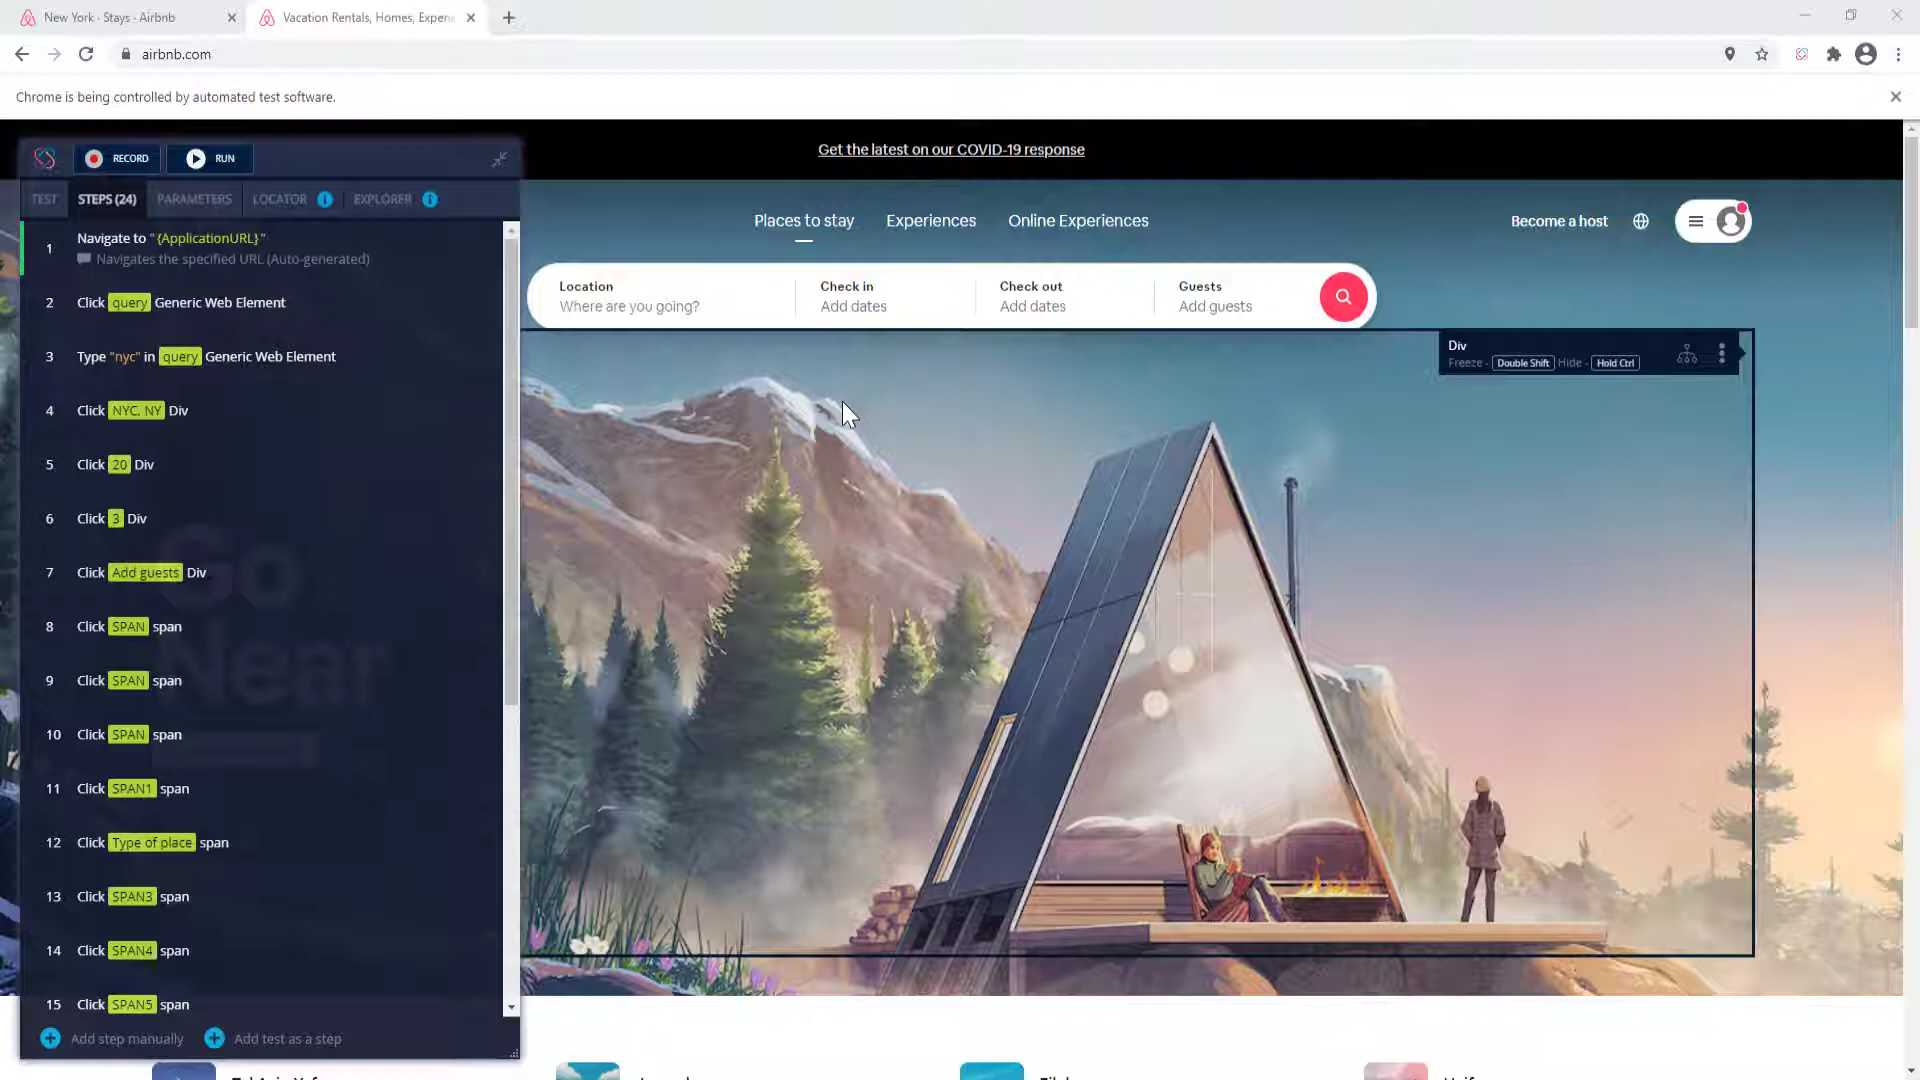 New York - Stays - Airbnb
Vacation Rentals, Homes, Experie
airbnb.com
Chrome is being controlled by automated test software.
Get the latest on our COVID-19 response
RECORD
RUN
TEST
STEPS (24)
PARAMETERS
LOCATOR
EXPLORER
Places to stay
Experiences
Online Experiences
Become a host
Location
Where are you going?
Check in
Add dates
Check out
Add dates
Guests
Add guests
Div
Freeze - Double Shift Hide - Hold Ctrl
1 Navigate to "{ApplicationURL}"
Navigates the specified URL (Auto-generated)
2 Click query Generic Web Element
3 Type "nyc" in query Generic Web Element
4 Click NYC, NY Div
5 Click 20 Div
6 Click 3 Div
7 Click Add guests Div
8 Click SPAN span
9 Click SPAN span
10 Click SPAN span
11 Click SPAN1 span
12 Click Type of place span
13 Click SPAN3 span
14 Click SPAN4 span
15 Click SPAN5 span
Go
Near
Add step manually
Add test as a step